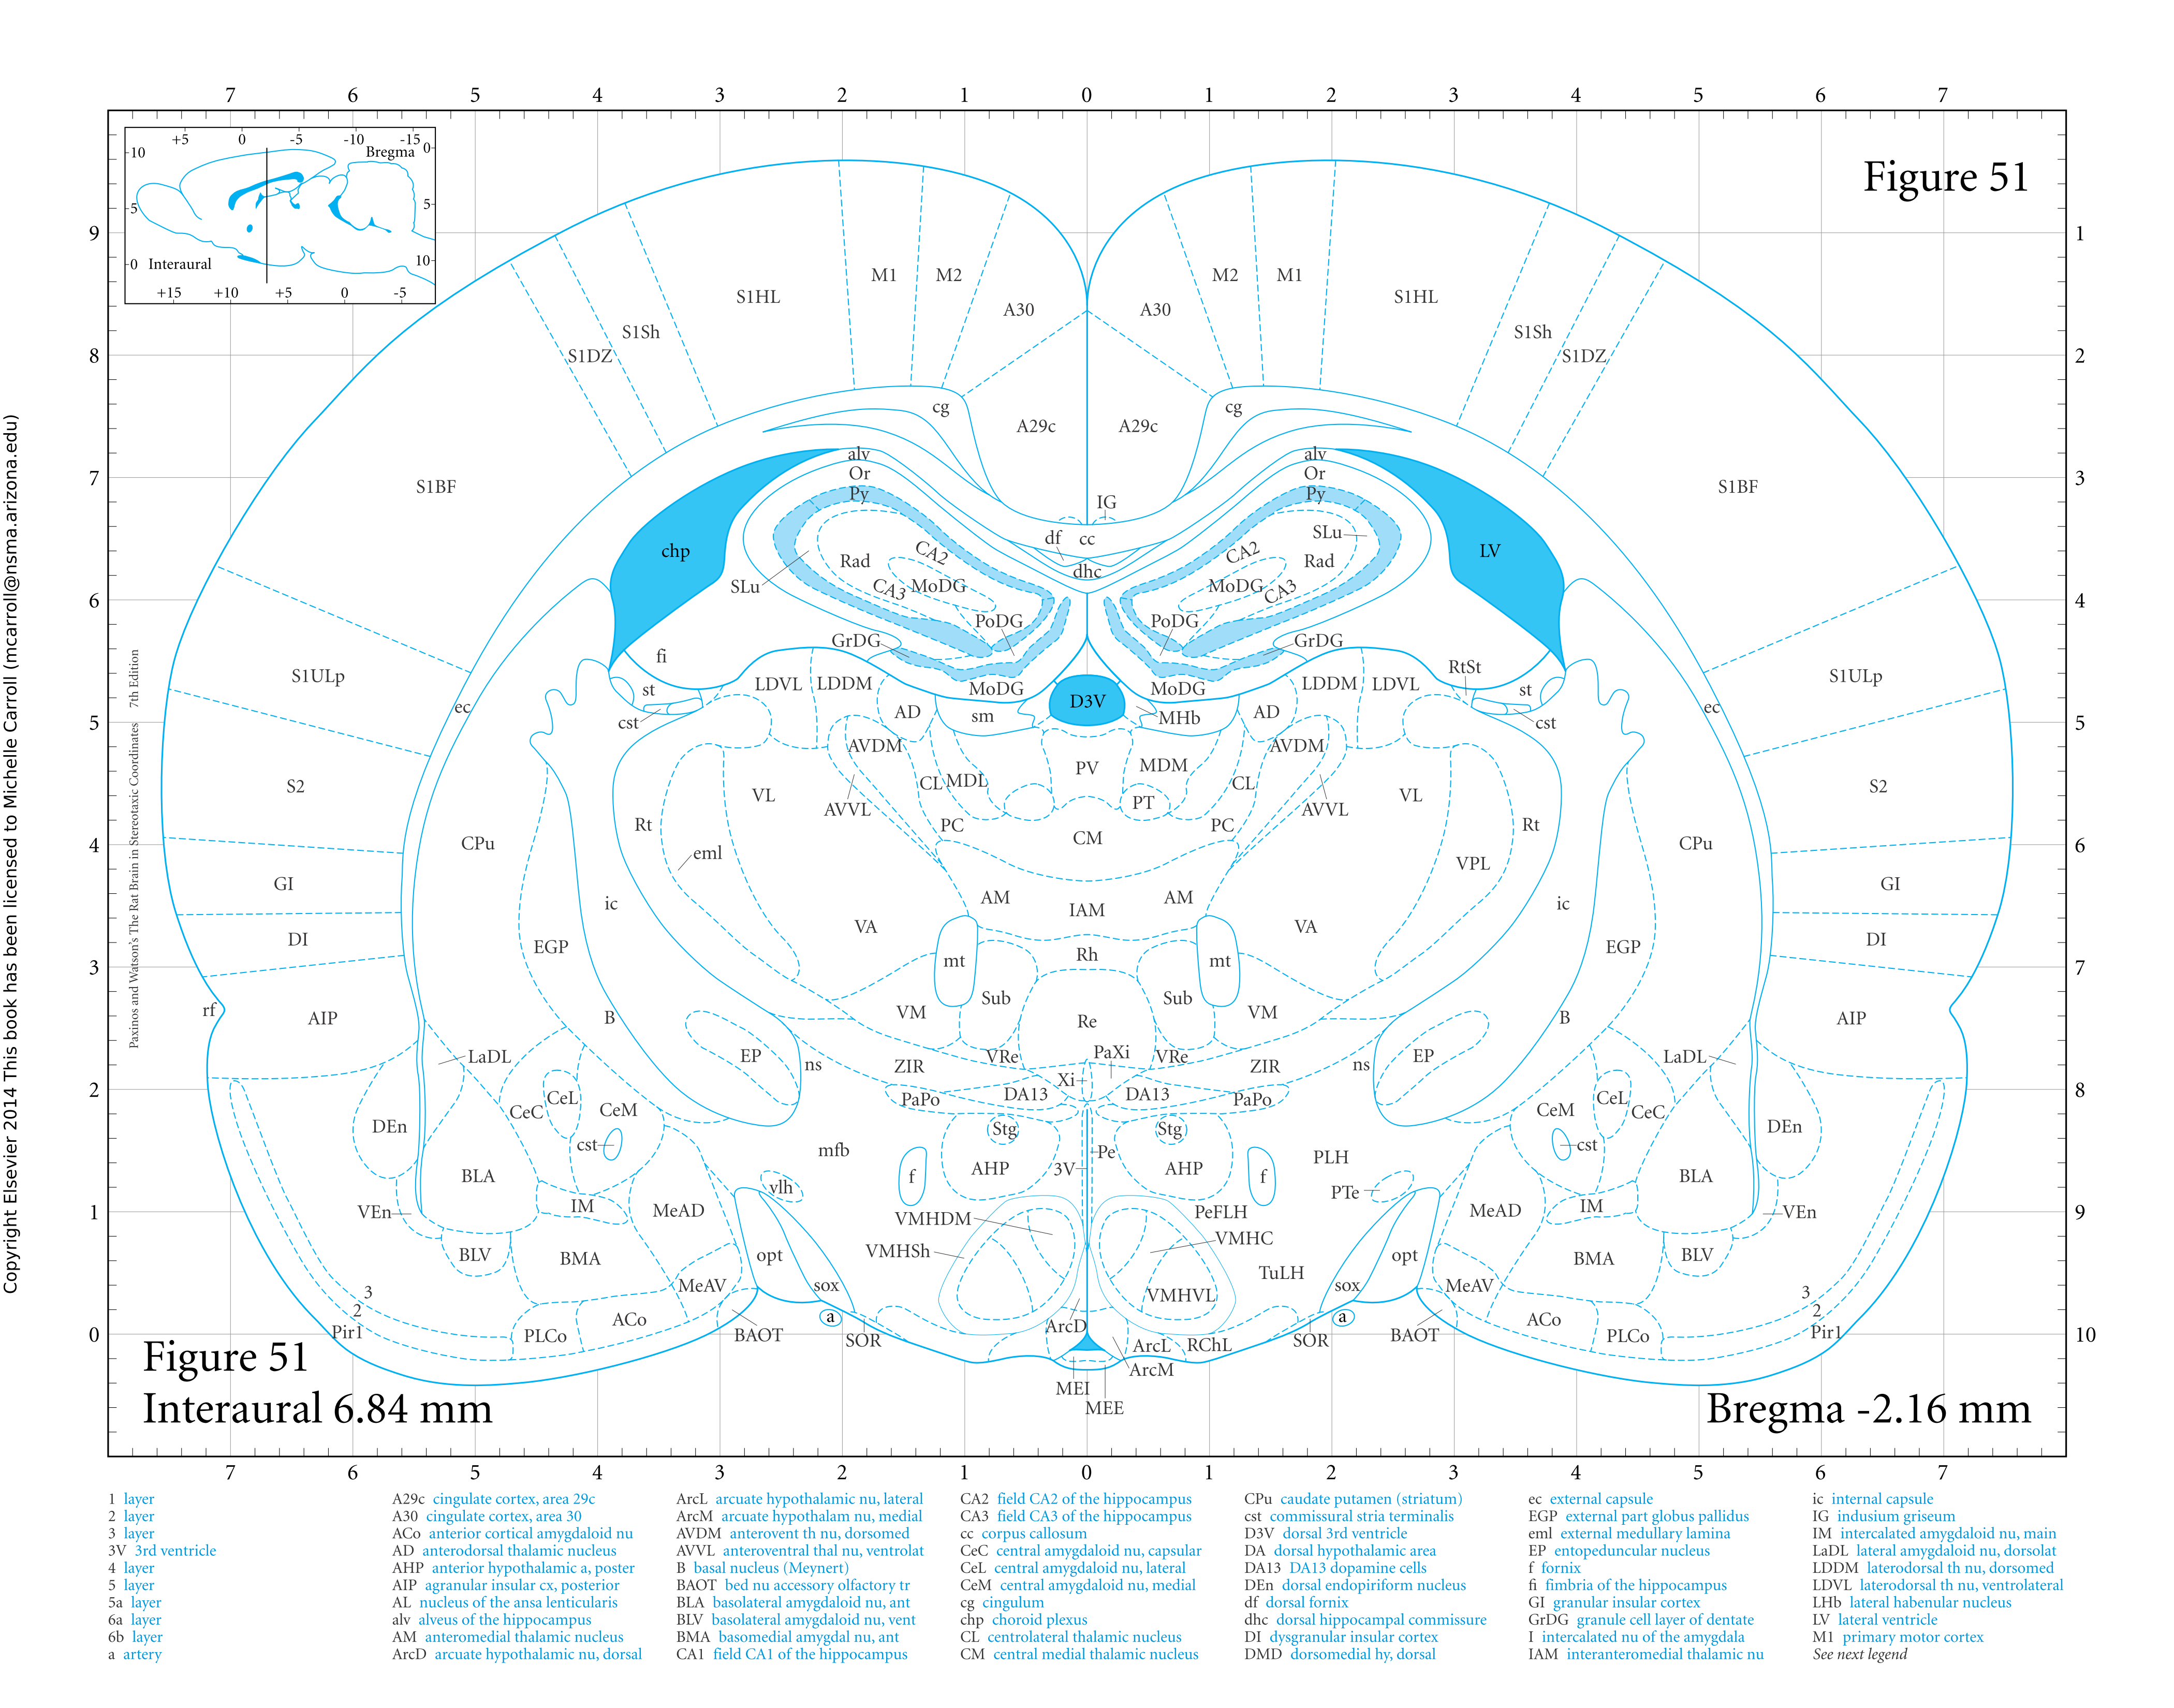 7 6 5 4 3 2 1 0 1 2 3 4 5 6 7
+5 0 -5 -10 -15
Bregma
0
10
5
5
0 Interaural
10
+15 +10 +5 0 -5
Figure 51
9 1
8 2
7 3
6 4
5 5
4 6
3 7
2 8
1 9
0 10
M1 M2 M2 M1
S1HL A30 A30 S1HL
S1Sh S1Sh
S1DZ S1DZ
cg cg
A29c A29c
alv alv
Or Or
S1BF Py Py S1BF
IG
SLu
df cc
chp CA2 CA2 LV
Rad Rad
dhc
SLu CA3 MoDG MoDG CA3
PoDG PoDG
GrDG GrDG
fi
RtSt
S1ULp S1ULp
st LDVL LDDM MoDG MoDG LDDM LDVL st
ec D3V ec
cst AD sm MHb AD cst
AVDM AVDM
PV MDM
S2 VL CL MDL CL VL S2
AVVL PT AVVL
Rt PC PC Rt
CPu CM CPu
eml VPL
GI GI
ic AM AM ic
IAM
VA VA
DI DI
EGP EGP
Rh
mt mt
Sub Sub
rf
AIP B VM Re VM B AIP
LaDL EP VRe PaXi VRe EP LaDL
ns ZIR ZIR ns
Xi
CeL DA13 DA13 CeL
CeC CeM PaPo PaPo CeM CeC
DEn Stg Stg DEn
cst cst
mfb Pe PLH
AHP 3V AHP
BLA f f BLA
vlh PTe
VEn IM MeAD MeAD IM VEn
VMHDM PeFLH
VMHSh VMHC
BLV BMA opt opt BMA BLV
TuLH
MeAV sox VMHVL sox MeAV
3 3
2 2
Pir1 Pir1
PLCo ACo BAOT a SOR ArcD ArcL RChL SOR a BAOT ACo PLCo
ArcM
MEI
MEE
Figure 51
Interaural 6.84 mm
Bregma -2.16 mm
7 6 5 4 3 2 1 0 1 2 3 4 5 6 7
Copyright Elsevier 2014 This book has been licensed to Michelle Carroll (mcarroll@nsma.arizona.edu)
Paxinos and Watson's The Rat Brain in Stereotaxic Coordinates 7th Edition
1 layer
2 layer
3 layer
3V 3rd ventricle
4 layer
5 layer
5a layer
6a layer
6b layer
a artery
A29c cingulate cortex, area 29c
A30 cingulate cortex, area 30
ACo anterior cortical amygdaloid nu
AD anterodorsal thalamic nucleus
AHP anterior hypothalamic a, poster
AIP agranular insular cx, posterior
AL nucleus of the ansa lenticularis
alv alveus of the hippocampus
AM anteromedial thalamic nucleus
ArcD arcuate hypothalamic nu, dorsal
ArcL arcuate hypothalamic nu, lateral
ArcM arcuate hypothalam nu, medial
AVDM anterovent th nu, dorsomed
AVVL anteroventral thal nu, ventrolat
B basal nucleus (Meynert)
BAOT bed nu accessory olfactory tr
BLA basolateral amygdaloid nu, ant
BLV basolateral amygdaloid nu, vent
BMA basomedial amygdal nu, ant
CA1 field CA1 of the hippocampus
CA2 field CA2 of the hippocampus
CA3 field CA3 of the hippocampus
cc corpus callosum
CeC central amygdaloid nu, capsular
CeL central amygdaloid nu, lateral
CeM central amygdaloid nu, medial
cg cingulum
chp choroid plexus
CL centrolateral thalamic nucleus
CM central medial thalamic nucleus
CPu caudate putamen (striatum)
cst commissural stria terminalis
D3V dorsal 3rd ventricle
DA dorsal hypothalamic area
DA13 DA13 dopamine cells
DEn dorsal endopiriform nucleus
df dorsal fornix
dhc dorsal hippocampal commissure
DI dysgranular insular cortex
DMD dorsomedial hy, dorsal
ec external capsule
EGP external part globus pallidus
eml external medullary lamina
EP entopeduncular nucleus
f fornix
fi fimbria of the hippocampus
GI granular insular cortex
GrDG granule cell layer of dentate
I intercalated nu of the amygdala
IAM interanteromedial thalamic nu
ic internal capsule
IG indusium griseum
IM intercalated amygdaloid nu, main
LaDL lateral amygdaloid nu, dorsolat
LDDM laterodorsal th nu, dorsomed
LDVL laterodorsal th nu, ventrolateral
LHb lateral habenular nucleus
LV lateral ventricle
M1 primary motor cortex
See next legend